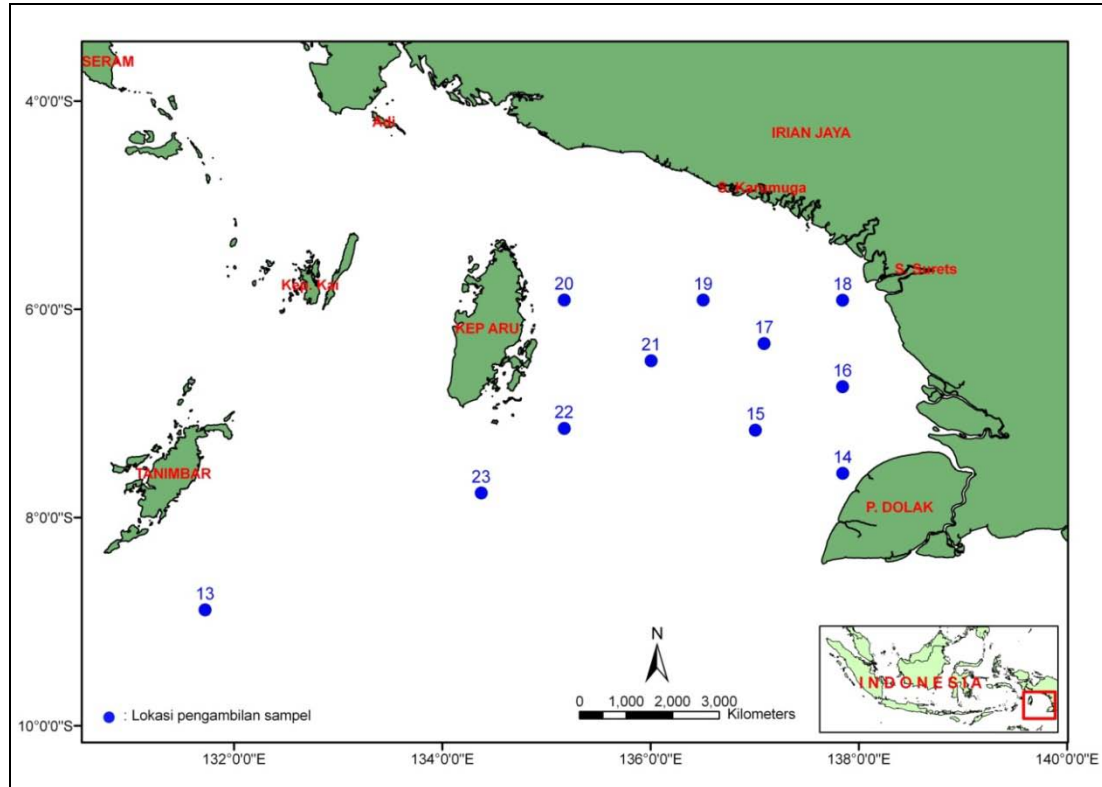 SERAM
4°0'0"S
Adi
IRIAN JAYA
S. Karumuga
S. Surets
Kep. Kai
20
19
18
6°0'0"S
KEP ARU
17
21
16
22
15
TANIMBAR
23
14
P. DOLAK
8°0'0"S
13
N
INDONESIA
0 1,000 2,000 3,000
Kilometers
: Lokasi pengambilan sampel
10°0'0"S
132°0'0"E
134°0'0"E
136°0'0"E
138°0'0"E
140°0'0"E